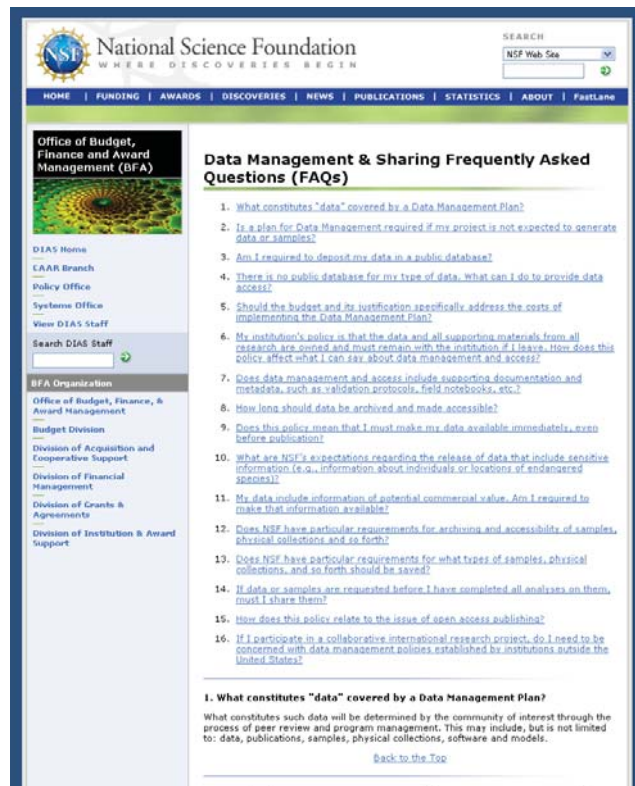 NSF
National Science Foundation
WHERE DISCOVERIES BEGIN
SEARCH
NSF Web Site
HOME | FUNDING | AWARDS | DISCOVERIES | NEWS | PUBLICATIONS | STATISTICS | ABOUT | FastLane
Office of Budget,
Finance and Award
Management (BFA)
DIAS Home
CAAR Branch
Policy Office
Systems Office
View DIAS Staff
Search DIAS Staff
BFA Organization
Office of Budget, Finance, &
Award Management
Budget Division
Division of Acquisition and
Cooperative Support
Division of Financial
Management
Division of Grants &
Agreements
Division of Institution & Award
Support
Data Management & Sharing Frequently Asked
Questions (FAQs)
1. What constitutes "data" covered by a Data Management Plan?
2. Is a plan for Data Management required if my project is not expected to generate
data or samples?
3. Am I required to deposit my data in a public database?
4. There is no public database for my type of data. What can I do to provide data
access?
5. Should the budget and its justification specifically address the costs of
implementing the Data Management Plan?
6. My institution's policy is that the data and all supporting materials from all
research are owned and must remain with the institution if I leave. How does this
policy affect what I can say about data management and access?
7. Does data management and access include supporting documentation and
metadata, such as validation protocols, field notebooks, etc.?
8. How long should data be archived and made accessible?
9. Does this policy mean that I must make my data available immediately, even
before publication?
10. What are NSF's expectations regarding the release of data that include sensitive
information (e.g., information about individuals or locations of endangered
species)?
11. My data include information of potential commercial value. Am I required to
make that information available?
12. Does NSF have particular requirements for archiving and accessibility of samples,
physical collections and so forth?
13. Does NSF have particular requirements for what types of samples, physical
collections, and so forth should be saved?
14. If data or samples are requested before I have completed all analyses on them,
must I share them?
15. How does this policy relate to the issue of open access publishing?
16. If I participate in a collaborative international research project, do I need to be
concerned with data management policies established by institutions outside the
United States?
1. What constitutes "data" covered by a Data Management Plan?
What constitutes such data will be determined by the community of interest through the
process of peer review and program management. This may include, but is not limited
to: data, publications, samples, physical collections, software and models.
Back to the Top